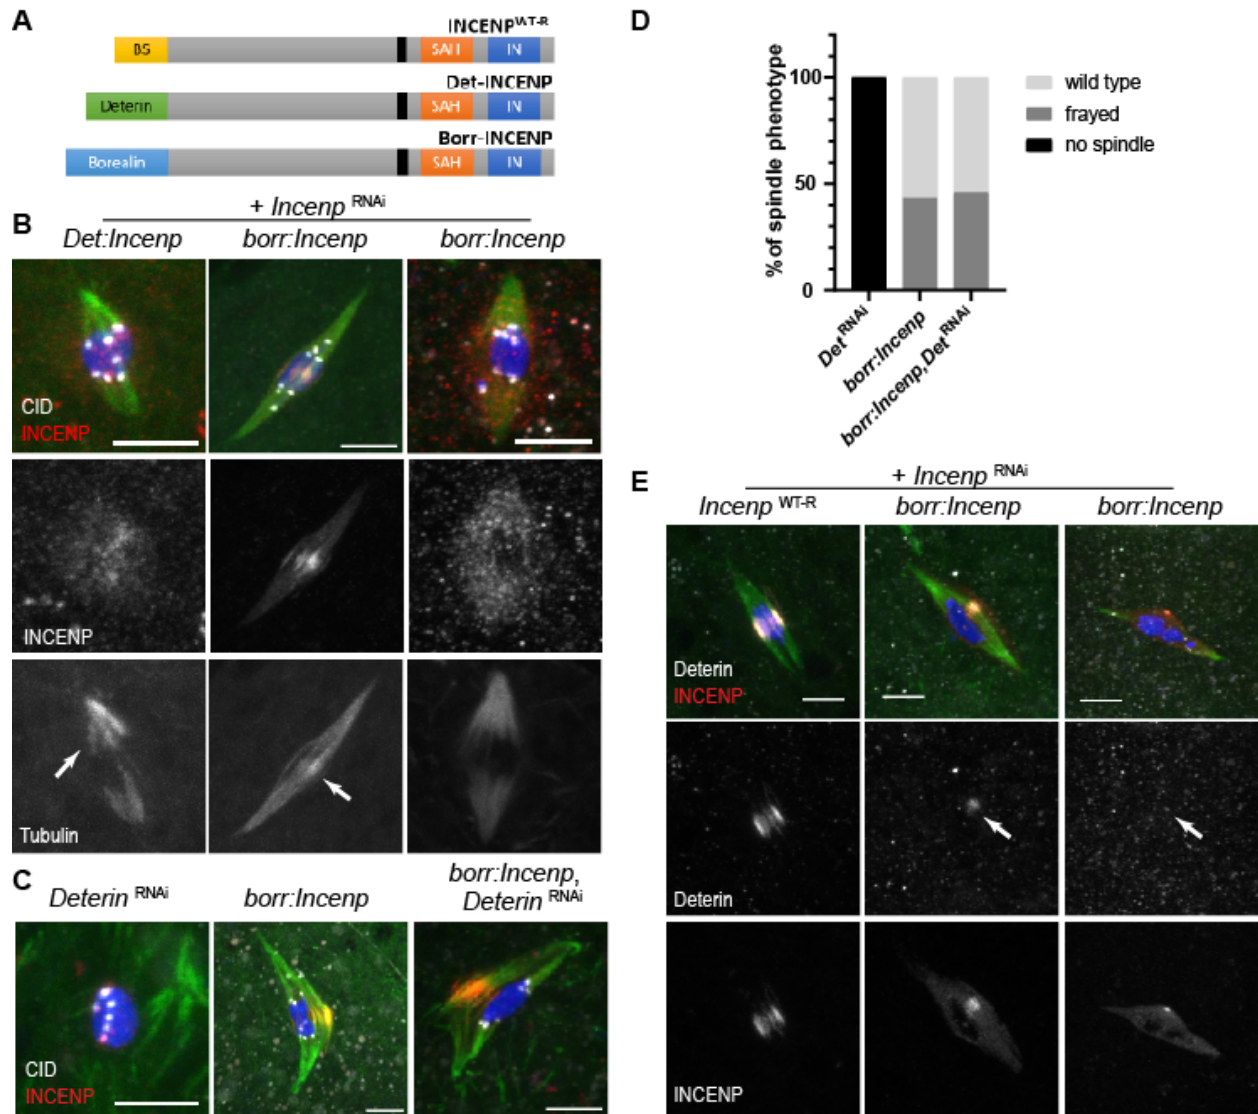 A
INCENP WT-R
BS SAH IN
Det-INCENP
Deterin SAH IN
Borr-INCENP
Borealin SAH IN
B
+ Incenp RNAi
Det:Incenp borr:Incenp borr:Incenp
CID
INCENP
INCENP
Tubulin
C
Deterin RNAi borr:Incenp borr:Incenp,
Deterin RNAi
CID
INCENP
D
% of spindle phenotype
100
50
0
Det RNAi
borr:Incenp
borr:Incenp,Det RNAi
wild type
frayed
no spindle
E
+ Incenp RNAi
Incenp WT-R borr:Incenp borr:Incenp
Deterin
INCENP
Deterin
INCENP